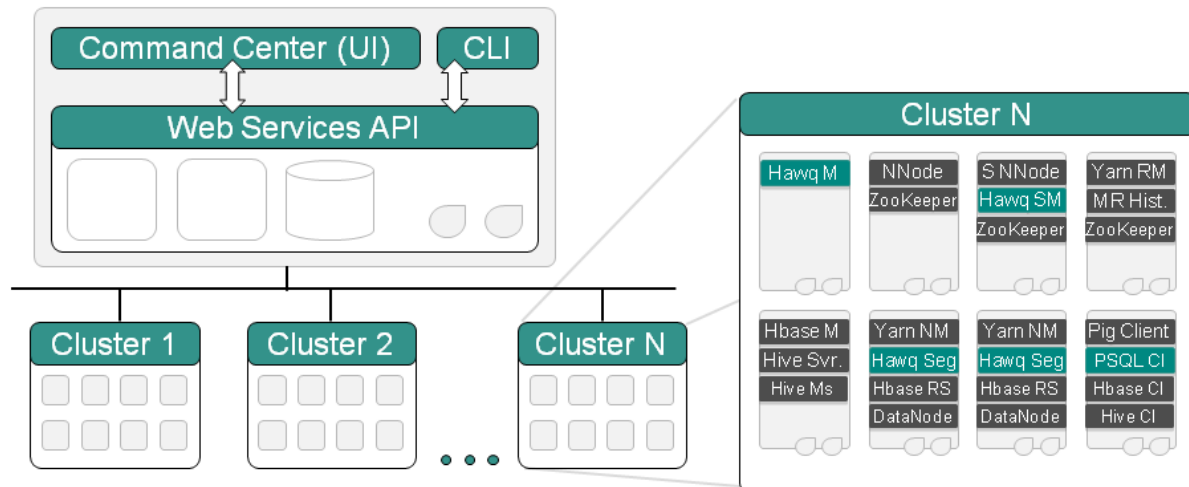 Command Center (UI)
CLI
Web Services API
Cluster 1
Cluster 2
Cluster N
Cluster N
Hawq M
NNode
ZooKeeper
S NNode
Hawq SM
ZooKeeper
Yarn RM
MR Hist.
ZooKeeper
Hbase M
Hive Svr.
Hive Ms
Yarn NM
Hawq Seg
Hbase RS
DataNode
Yarn NM
Hawq Seg
Hbase RS
DataNode
Pig Client
PSQL Cl
Hbase Cl
Hive Cl